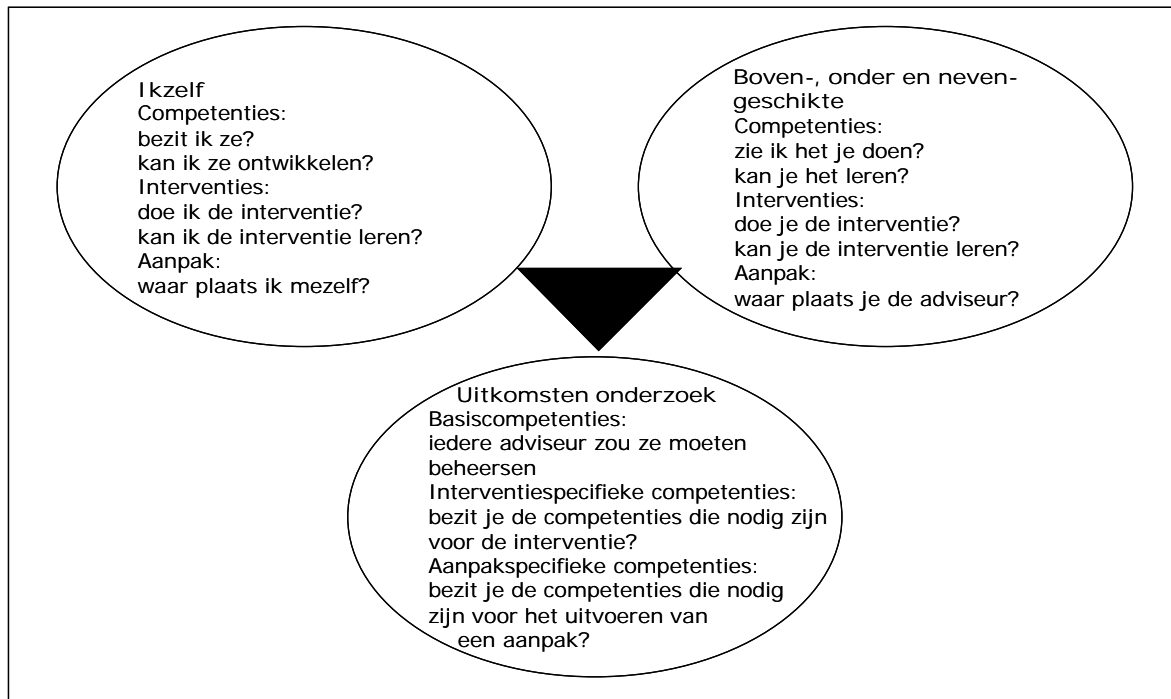 Ikzelf
Competenties:
bezit ik ze?
kan ik ze ontwikkelen?
Interventies:
doe ik de interventie?
kan ik de interventie leren?
Aanpak:
waar plaats ik mezelf?
Boven-, onder en neven-
geschikte
Competenties:
zie ik het je doen?
kan je het leren?
Interventies:
doe je de interventie?
kan je de interventie leren?
Aanpak:
waar plaats je de adviseur?
Uitkomsten onderzoek
Basiscompetenties:
iedere adviseur zou ze moeten
beheersen
Interventiespecifieke competenties:
bezit je de competenties die nodig zijn
voor de interventie?
Aanpakspecifieke competenties:
bezit je de competenties die nodig
zijn voor het uitvoeren van
een aanpak?